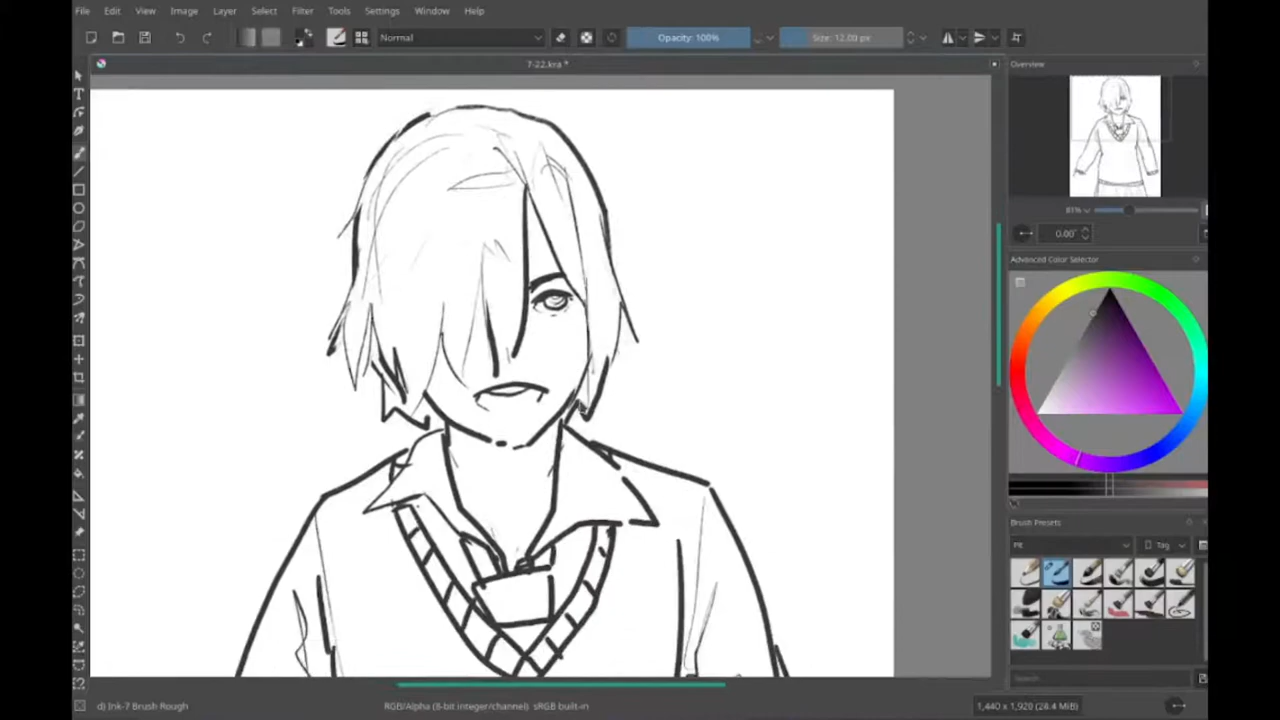 File Edit View Image Layer Select Filter Tools Settings Window Help
Normal Opacity: 100% Size: 12.00 px
7-22.kra *
Overview
81%
0.00°
Advanced Color Selector
Brush Presets
Tag
Search
d) Ink-7 Brush Rough RGB/Alpha (8-bit integer/channel) sRGB built-in 1,440 x 1,920 (28.4 MiB)